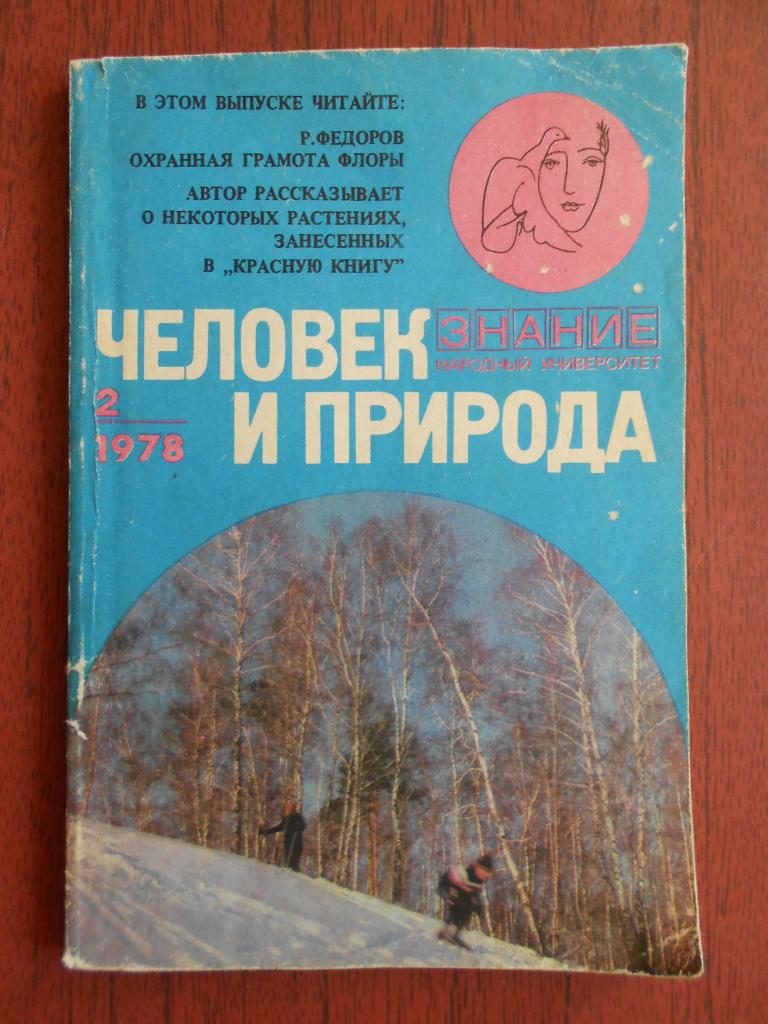 В ЭТОМ ВЫПУСКЕ ЧИТАЙТЕ:
Р.ФЕДОРОВ
ОХРАННАЯ ГРАМОТА ФЛОРЫ
АВТОР РАССКАЗЫВАЕТ
О НЕКОТОРЫХ РАСТЕНИЯХ,
ЗАНЕСЕННЫХ
В „КРАСНУЮ КНИГУ”
ЗНАНИЕ
НАРОДНЫЙ УНИВЕРСИТЕТ
ЧЕЛОВЕК
И ПРИРОДА
2
1978